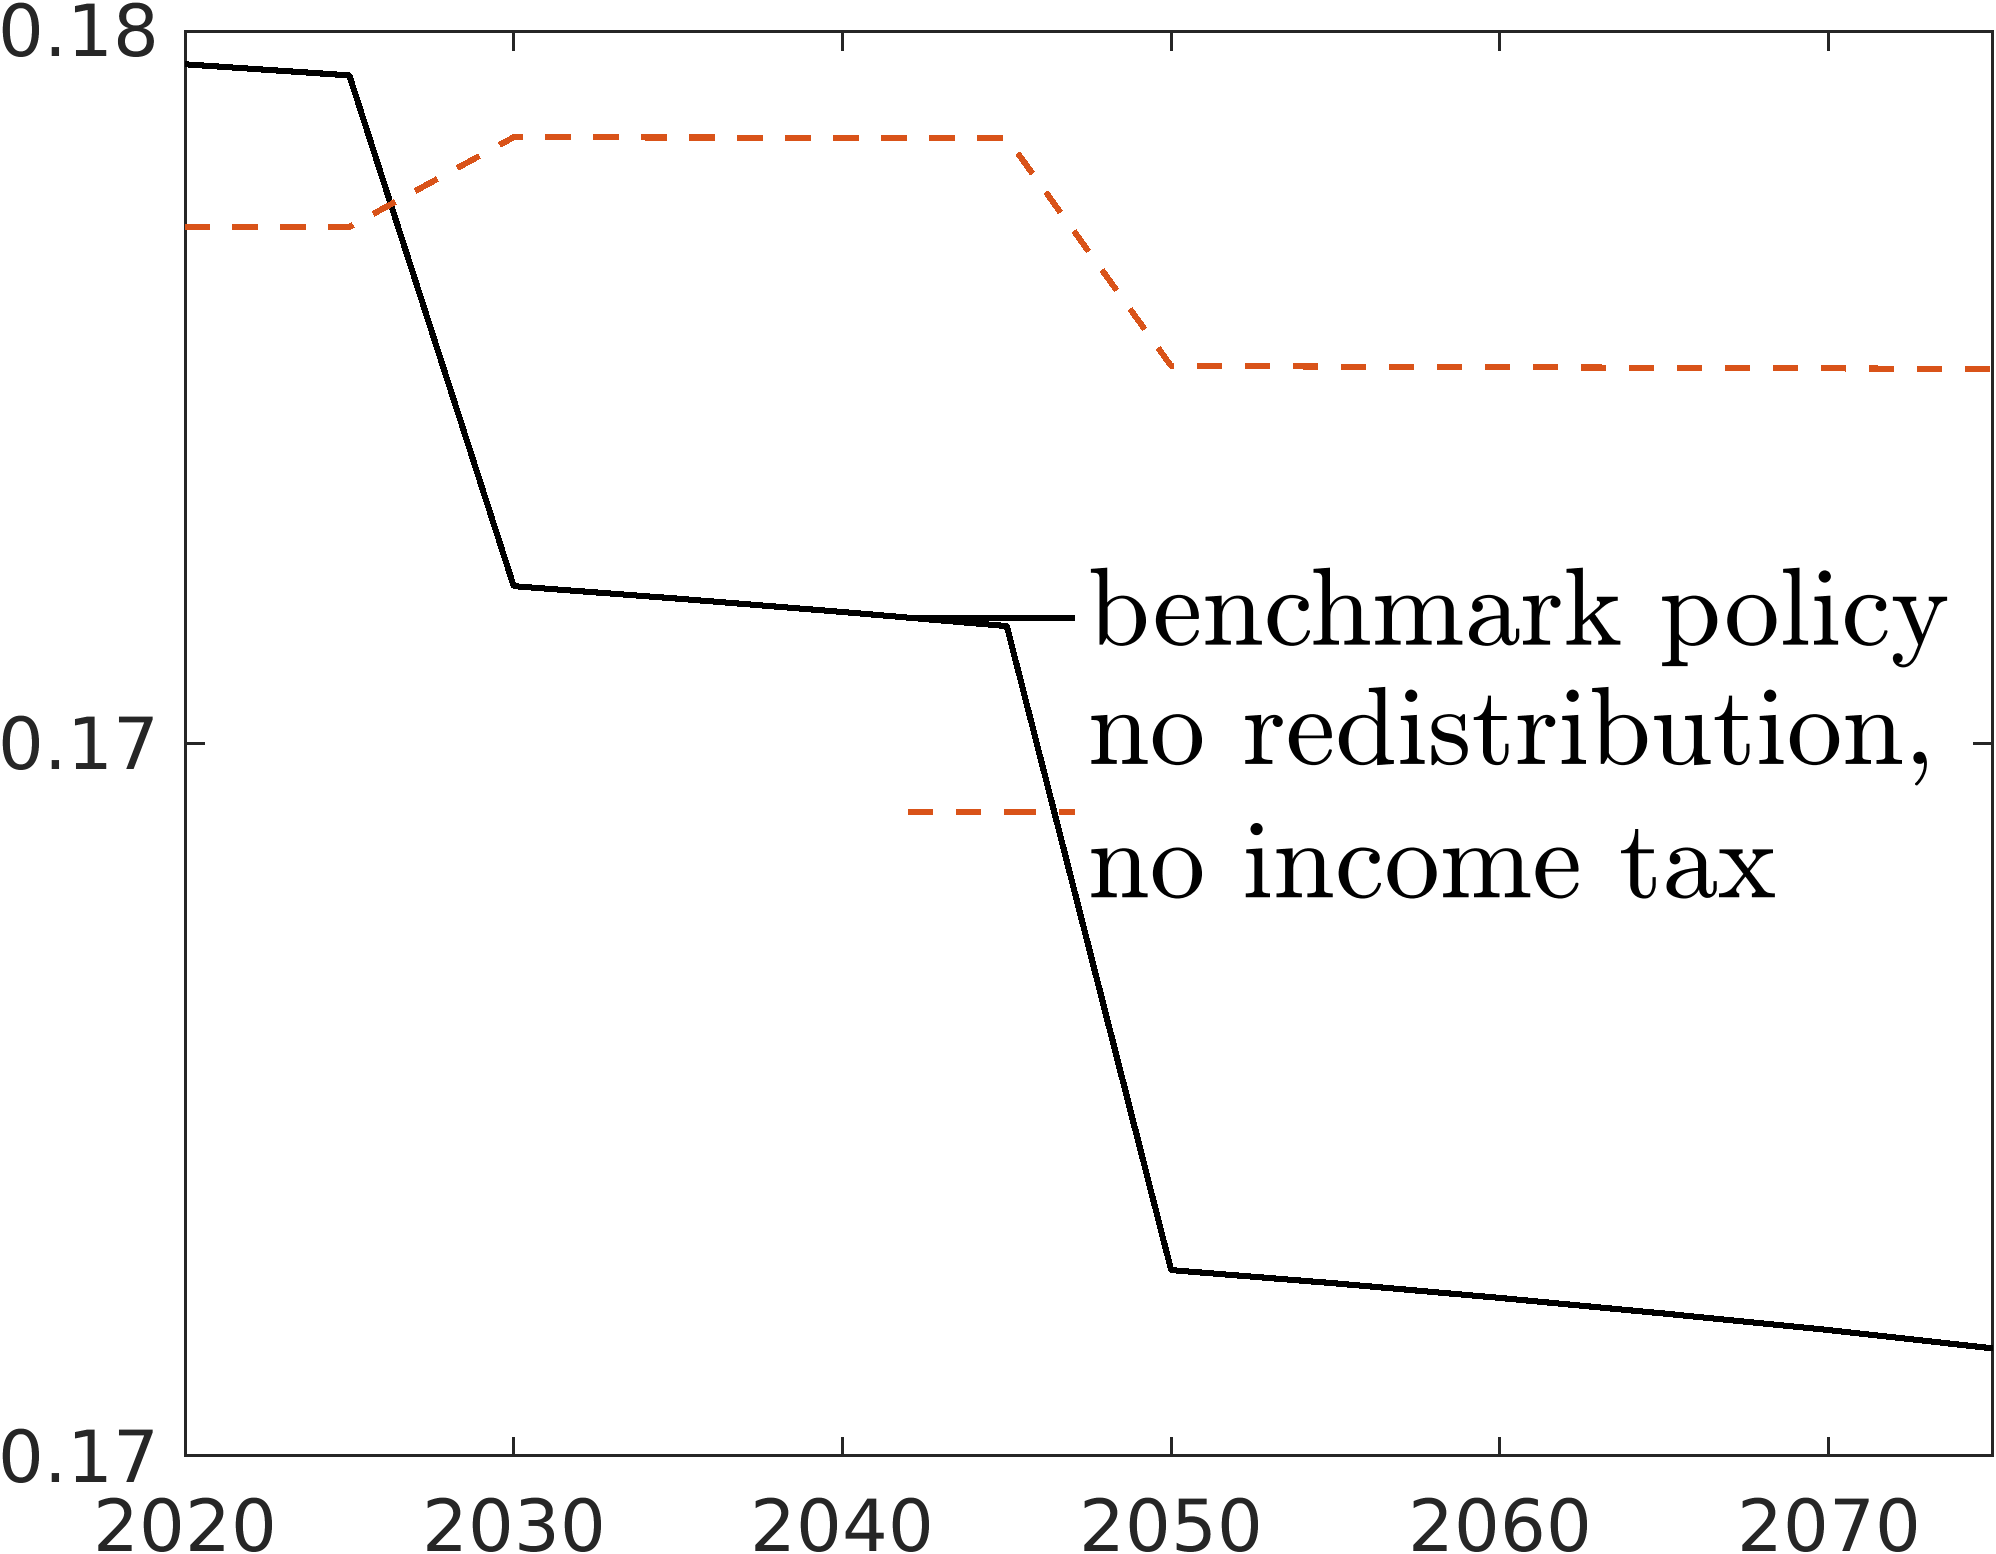 0.18
benchmark policy
no redistribution,
0.17
no income tax
0.17
2020 2030 2040 2050 2060 2070